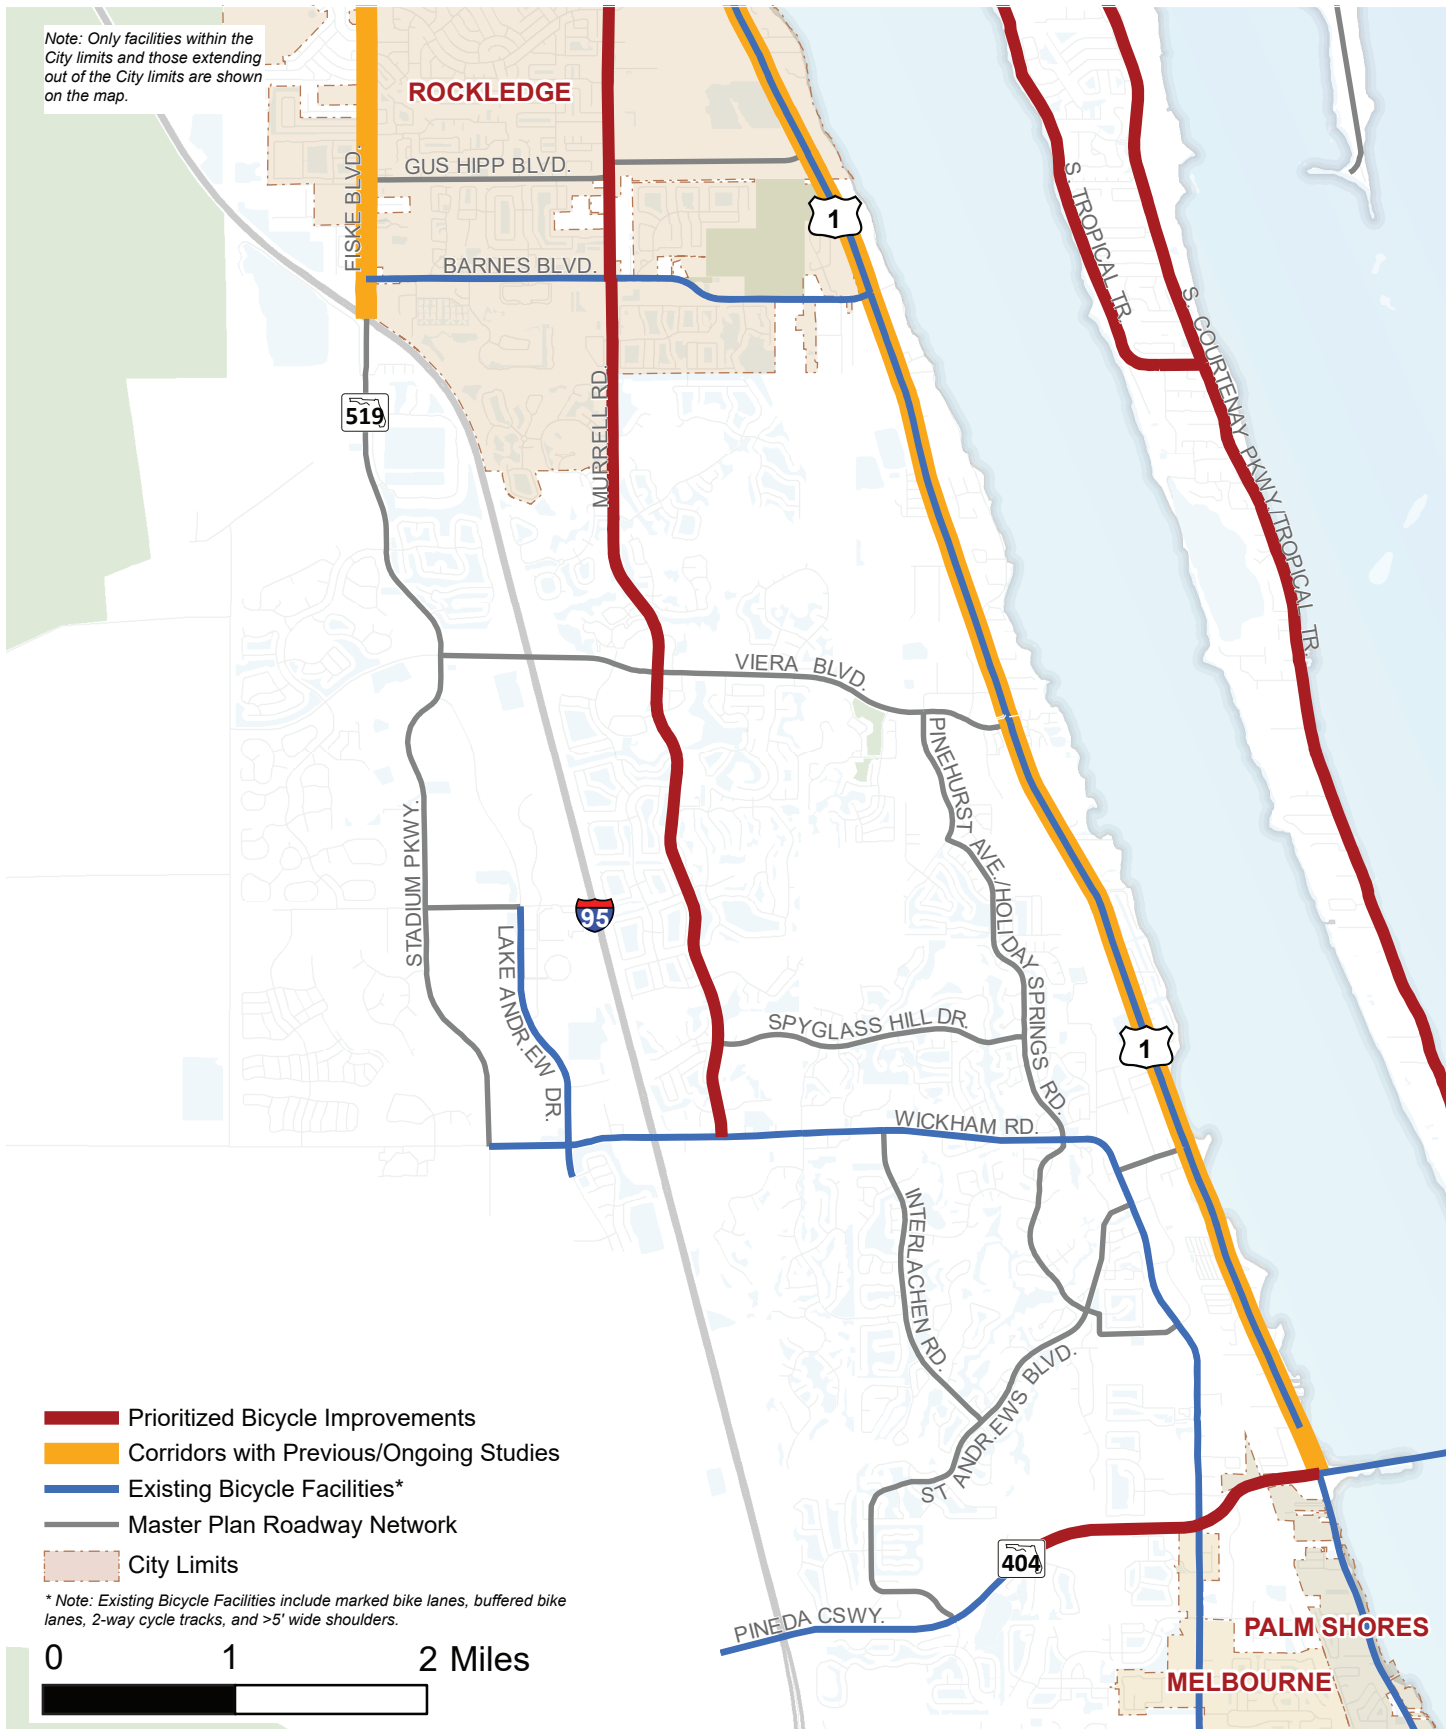 Note: Only facilities within the
City limits and those extending
out of the City limits are shown
on the map.
ROCKLEDGE
FISKE BLVD.
GUS HIPP BLVD.
BARNES BLVD.
1
S. TROPICAL TR.
S. COURTENAY PKWY./TROPICAL TR.
519
MURRELL RD.
VIERA BLVD.
PINEHURST AVE./HOLIDAY SPRINGS RD.
STADIUM PKWY.
95
LAKE ANDR.EW DR.
SPYGLASS HILL DR.
1
WICKHAM RD.
INTERLACHEN RD.
ST ANDR.EWS BLVD.
404
PINEDA CSWY.
PALM SHORES
MELBOURNE
Prioritized Bicycle Improvements
Corridors with Previous/Ongoing Studies
Existing Bicycle Facilities*
Master Plan Roadway Network
City Limits
* Note: Existing Bicycle Facilities include marked bike lanes, buffered bike
lanes, 2-way cycle tracks, and >5' wide shoulders.
0 1 2 Miles